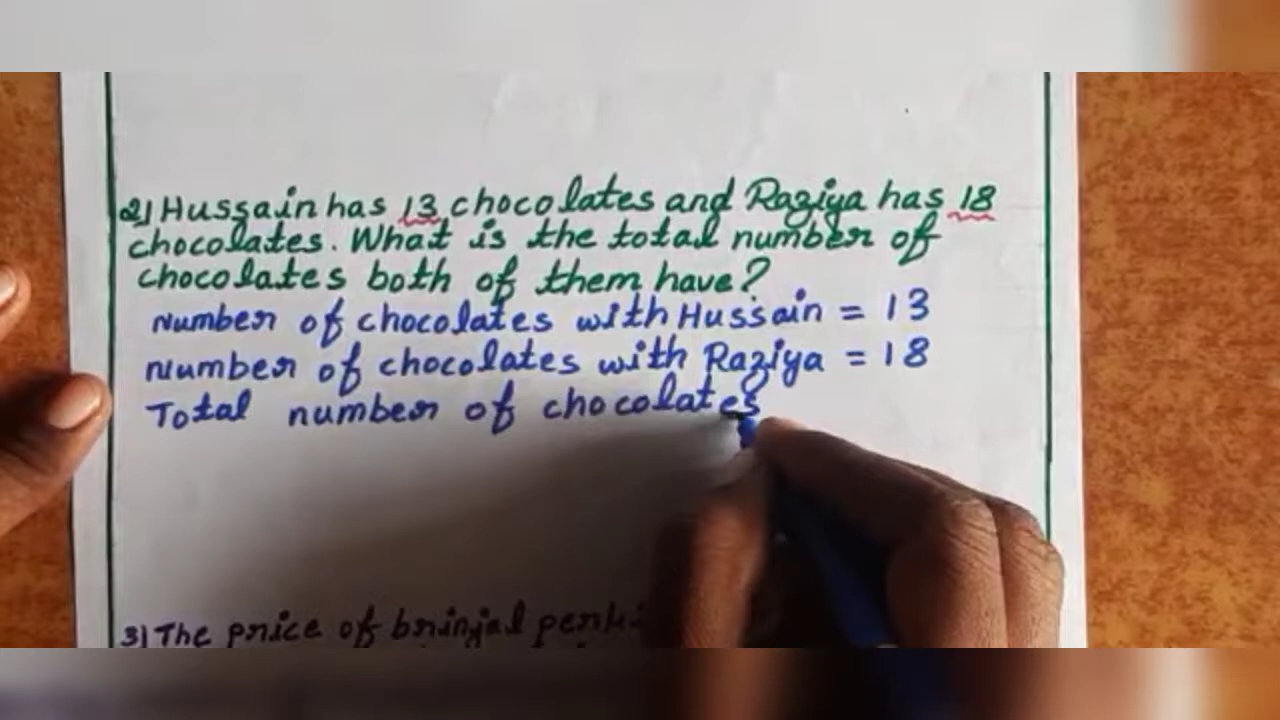 2) Hussain has 13 chocolates and Raziya has 18
chocolates. What is the total number of
chocolates both of them have?
Number of chocolates with Hussain = 13
Number of chocolates with Raziya = 18
Total number of chocolates
3) The price of brinjal per